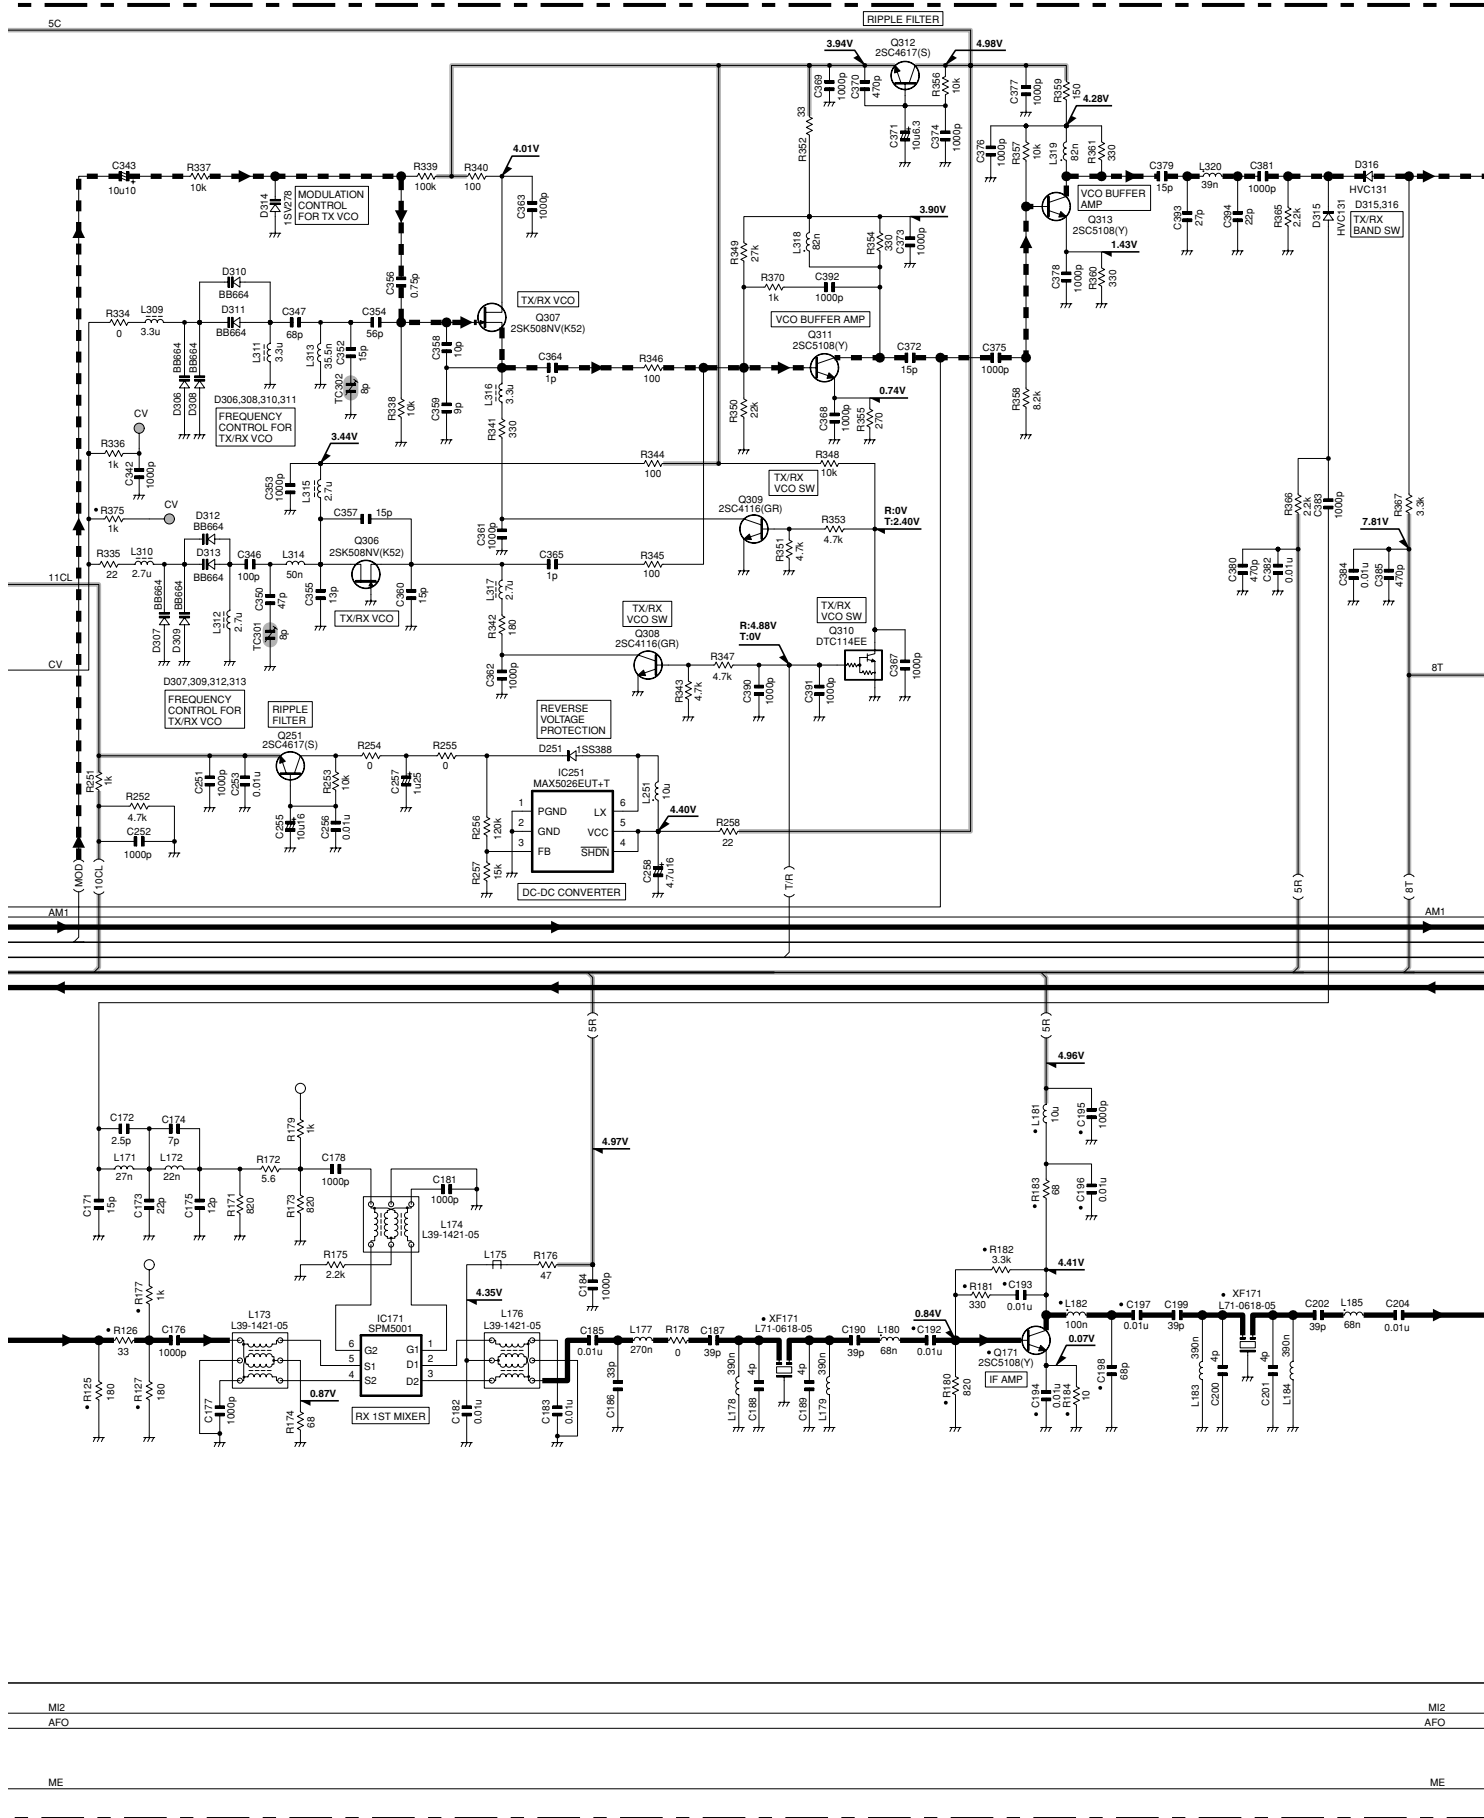 5C
RIPPLE FILTER
3.94V
Q312
2SC4617(S)
4.98V
C369
1000p
C370
470p
R356
10k
C377
1000p
R359
150
4.28V
33
R352
C371
10u6.3
C374
1000p
C376
1000p
R357
10k
L319
82n
R361
330
C343
10u10
R337
10k
D314
1SV278
MODULATION
CONTROL
FOR TX VCO
R339
100k
R340
100
4.01V
C363
1000p
VCO BUFFER
AMP
Q313
2SC5108(Y)
C379
15p
L320
39n
C381
1000p
D316
HVC131
C393
27p
C394
22p
R365
2.2k
D315
HVC131
D315,316
TX/RX
BAND SW
3.90V
R349
27k
L318
82n
R354
330
C373
1000p
1.43V
C378
1000p
R360
330
D310
BB664
C356
0.75p
R370
1k
C392
1000p
TX/RX VCO
Q307
2SK508NV(K52)
VCO BUFFER AMP
Q311
2SC5108(Y)
R334
0
L309
3.3u
D311
BB664
C347
68p
C354
56p
L311
3.3u
L313
35.5n
C352
15p
TC302
8p
C358
10p
C364
1p
R346
100
C372
15p
C375
1000p
BB664
BB664
D306
D308
D306,308,310,311
FREQUENCY
CONTROL FOR
TX/RX VCO
R338
10k
C359
9p
L316
3.3u
R341
330
R350
22k
C368
1000p
R355
270
0.74V
R358
8.2k
CV
R336
1k
C342
1000p
3.44V
C353
1000p
L315
2.7u
R344
100
R348
10k
TX/RX
VCO SW
R366
2.2k
C383
1000p
R367
3.3k
CV
R375
1k
C357
15p
C361
1000p
Q309
2SC4116(GR)
R351
4.7k
R353
4.7k
R:0V
T:2.40V
7.81V
D312
BB664
R335
22
L310
2.7u
D313
BB664
C346
100p
L314
50n
Q306
2SK508NV(K52)
C365
1p
R345
100
C380
470p
C382
0.01u
C384
0.01u
C385
470p
11CL
BB664
BB664
D307
D309
L312
2.7u
C350
47p
TC301
8p
C355
13p
TX/RX VCO
C360
15p
L317
2.7u
R342
180
TX/RX
VCO SW
Q308
2SC4116(GR)
R:4.88V
T:0V
TX/RX
VCO SW
Q310
DTC114EE
CV
C362
1000p
R343
4.7k
R347
4.7k
C390
1000p
C391
1000p
C367
1000p
8T
D307,309,312,313
FREQUENCY
CONTROL FOR
TX/RX VCO
RIPPLE
FILTER
Q251
2SC4617(S)
REVERSE
VOLTAGE
PROTECTION
R254
0
R255
0
D251
1SS388
R251
1k
C251
1000p
C253
0.01u
R253
10k
C257
1u25
IC251
MAX5026EUT+T
L251
10u
R252
4.7k
C252
1000p
C255
10u16
C256
0.01u
R256
120k
R257
15k
1 PGND LX 6
2 GND VCC 5
3 FB SHDN 4
4.40V
R258
22
C258
4.7u16
DC-DC CONVERTER
MOD
10CL
T/R
5R
8T
AM1
AM1
5R
5R
4.97V
4.96V
L181
10u
C195
1000p
C172
2.5p
C174
7p
R179
1k
L171
27n
L172
22n
R172
5.6
C178
1000p
C181
1000p
C171
15p
C173
22p
C175
12p
R171
820
R173
820
R183
68
C196
0.01u
L174
L39-1421-05
R175
2.2k
L175
R176
47
C184
1000p
R182
3.3k
4.41V
R177
1k
R181
330
C193
0.01u
4.35V
R126
33
C176
1000p
L173
L39-1421-05
IC171
SPM5001
6 G2 G1 1
5 S1 D1 2
4 S2 D2 3
L176
L39-1421-05
C185
0.01u
L177
270n
R178
0
C187
39p
XF171
L71-0618-05
C190
39p
L180
68n
C192
0.01u
0.84V
Q171
2SC5108(Y)
IF AMP
0.07V
L182
100n
C197
0.01u
C199
39p
XF171
L71-0618-05
C202
39p
L185
68n
C204
0.01u
R125
180
R127
180
C177
1000p
R174
68
0.87V
RX 1ST MIXER
C182
0.01u
C183
0.01u
C186
33p
L178
390n
C188
4p
C189
4p
L179
390n
R180
820
C194
0.01u
R184
10
C198
68p
L183
390n
C200
4p
C201
4p
L184
390n
MI2
MI2
AFO
AFO
ME
ME